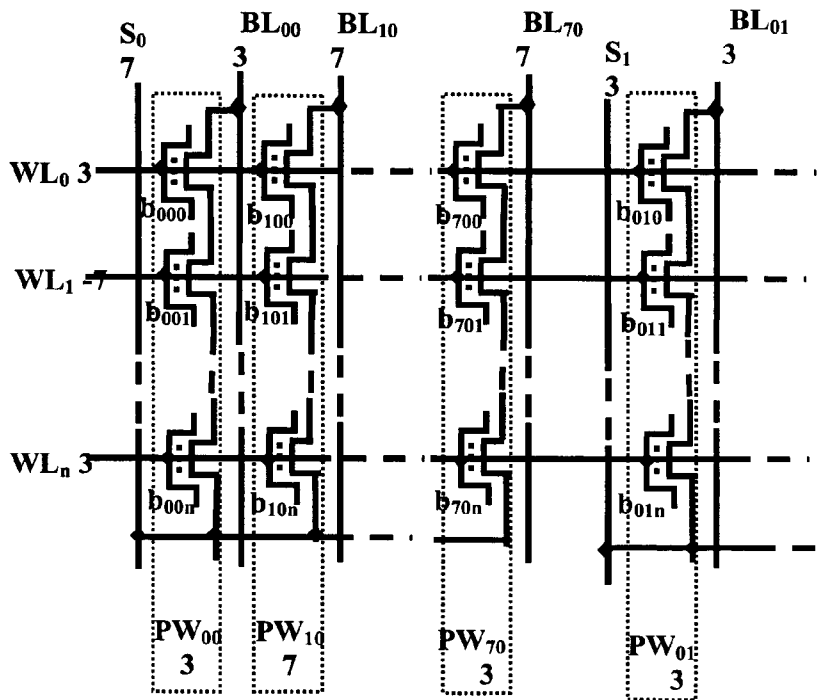 S₀ BL₀₀ BL₁₀ BL₇₀ S₁ BL₀₁
7 3 7 7 3 3
WL₀ 3
b₀₀₀ b₁₀₀ b₇₀₀ b₀₁₀
WL₁ -7
b₀₀₁ b₁₀₁ b₇₀₁ b₀₁₁
WLₙ 3
b₀₀ₙ b₁₀ₙ b₇₀ₙ b₀₁ₙ
PW₀₀ PW₁₀ PW₇₀ PW₀₁
3 7 3 3